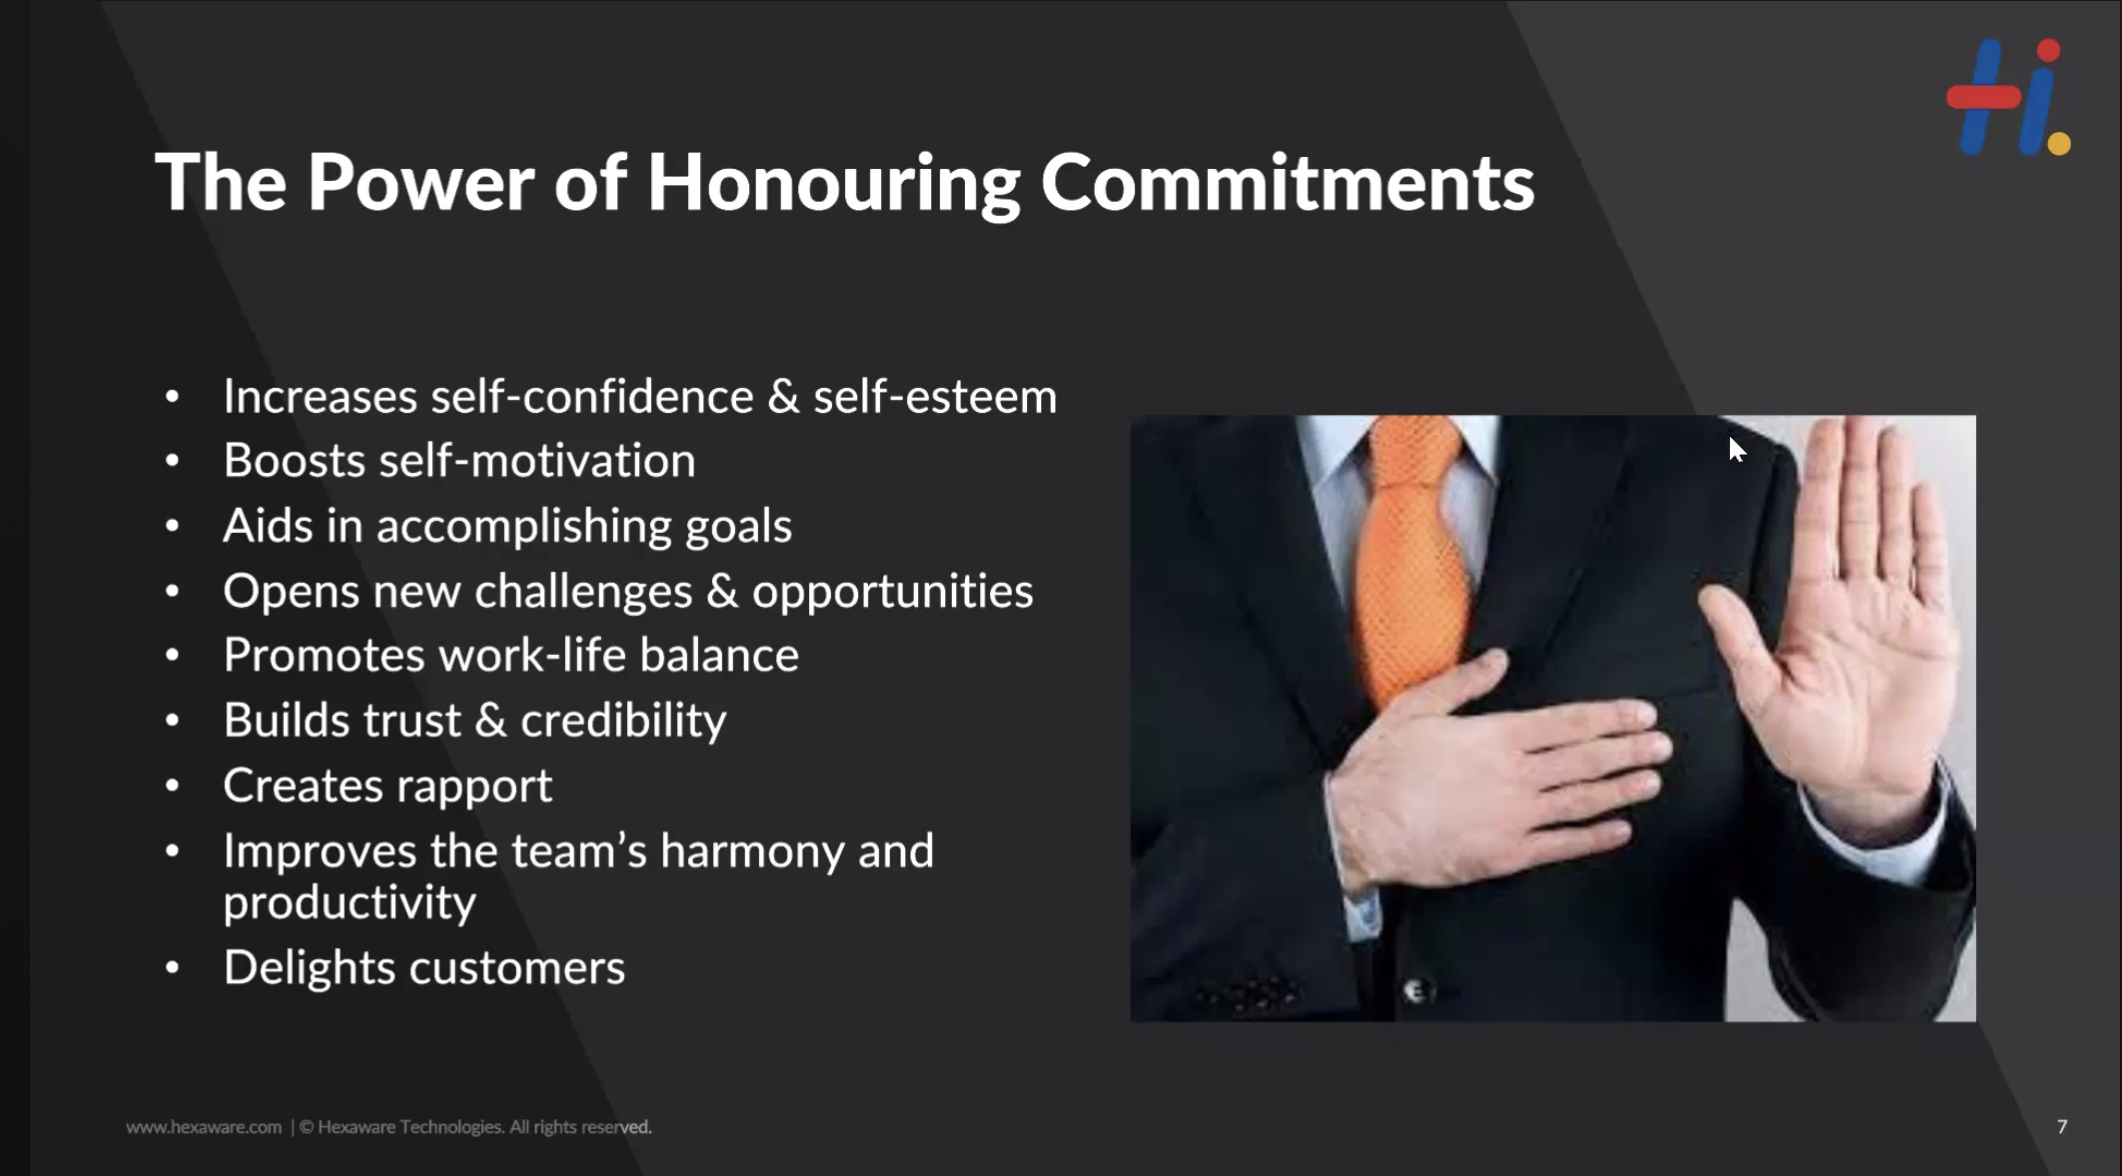 Hi.
The Power of Honouring Commitments
• Increases self-confidence & self-esteem
• Boosts self-motivation
• Aids in accomplishing goals
• Opens new challenges & opportunities
• Promotes work-life balance
• Builds trust & credibility
• Creates rapport
• Improves the team’s harmony and
productivity
• Delights customers
www.hexaware.com | © Hexaware Technologies. All rights reserved.
7